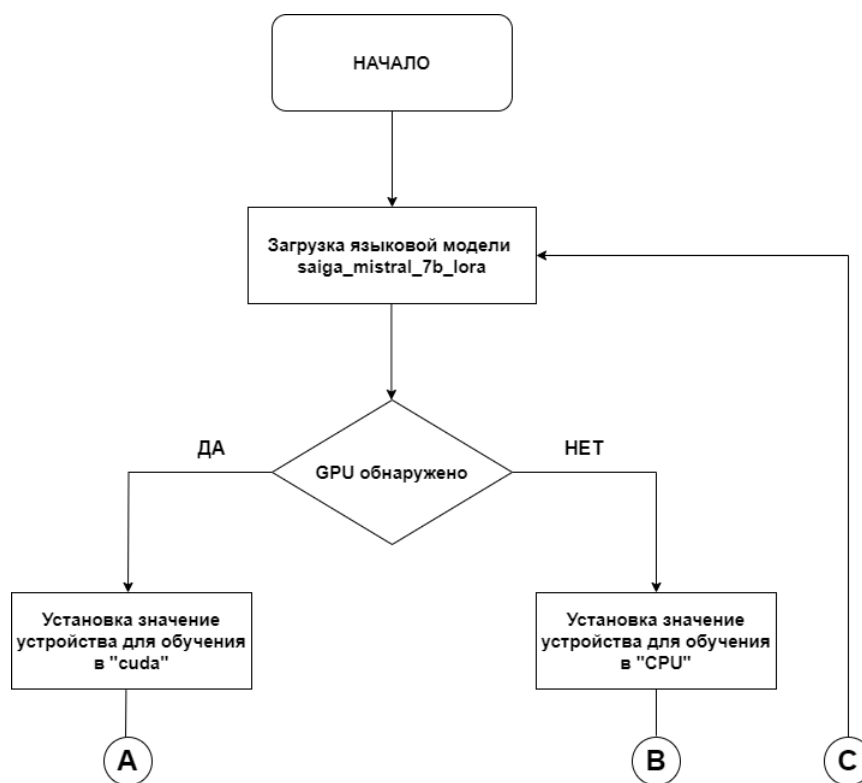 НАЧАЛО
Загрузка языковой модели
saiga_mistral_7b_lora
ДА
НЕТ
GPU обнаружено
Установка значение
устройства для обучения
в "cuda"
Установка значение
устройства для обучения
в "CPU"
A
B
C